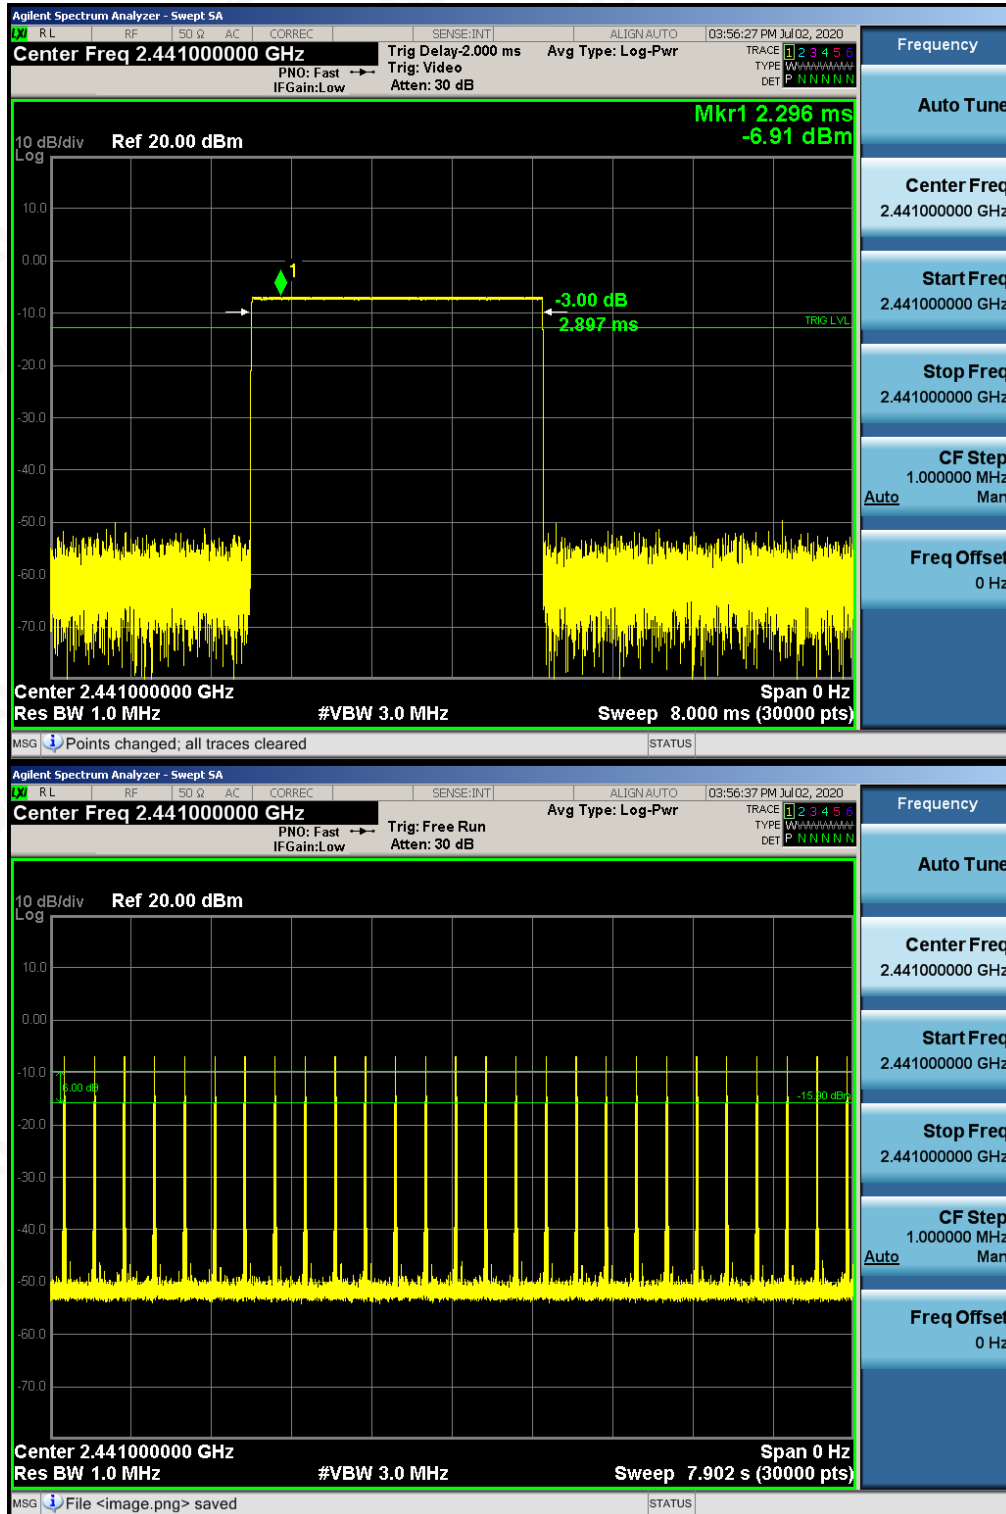 Agilent Spectrum Analyzer - Swept SA
LXI RL RF 50 Ω AC CORREC SENSE:INT ALIGN AUTO 03:56:27 PM Jul 02, 2020
Center Freq 2.441000000 GHz
PNO: Fast
IFGain:Low
Trig Delay-2.000 ms
Trig: Video
Atten: 30 dB
Avg Type: Log-Pwr
TRACE 1 2 3 4 5 6
TYPE WWWWWW
DET P N N N N N
Mkr1 2.296 ms
-6.91 dBm
10 dB/div
Log
Ref 20.00 dBm
10.0
0.00
-10.0
-20.0
-30.0
-40.0
-50.0
-60.0
-70.0
1
-3.00 dB
2.897 ms
TRIG LVL
Center 2.441000000 GHz
Span 0 Hz
Res BW 1.0 MHz
#VBW 3.0 MHz
Sweep 8.000 ms (30000 pts)
MSG Points changed; all traces cleared
STATUS
Frequency
Auto Tune
Center Freq
2.441000000 GHz
Start Freq
2.441000000 GHz
Stop Freq
2.441000000 GHz
CF Step
1.000000 MHz
Auto Man
Freq Offset
0 Hz
Agilent Spectrum Analyzer - Swept SA
LXI RL RF 50 Ω AC CORREC SENSE:INT ALIGN AUTO 03:56:37 PM Jul 02, 2020
Center Freq 2.441000000 GHz
PNO: Fast
IFGain:Low
Trig: Free Run
Atten: 30 dB
Avg Type: Log-Pwr
TRACE 1 2 3 4 5 6
TYPE WWWWWW
DET P N N N N N
10 dB/div
Log
Ref 20.00 dBm
10.0
0.00
-10.0
-20.0
-30.0
-40.0
-50.0
-60.0
-70.0
6.00 dB
-15.90 dBm
Center 2.441000000 GHz
Span 0 Hz
Res BW 1.0 MHz
#VBW 3.0 MHz
Sweep 7.902 s (30000 pts)
MSG File <image.png> saved
STATUS
Frequency
Auto Tune
Center Freq
2.441000000 GHz
Start Freq
2.441000000 GHz
Stop Freq
2.441000000 GHz
CF Step
1.000000 MHz
Auto Man
Freq Offset
0 Hz